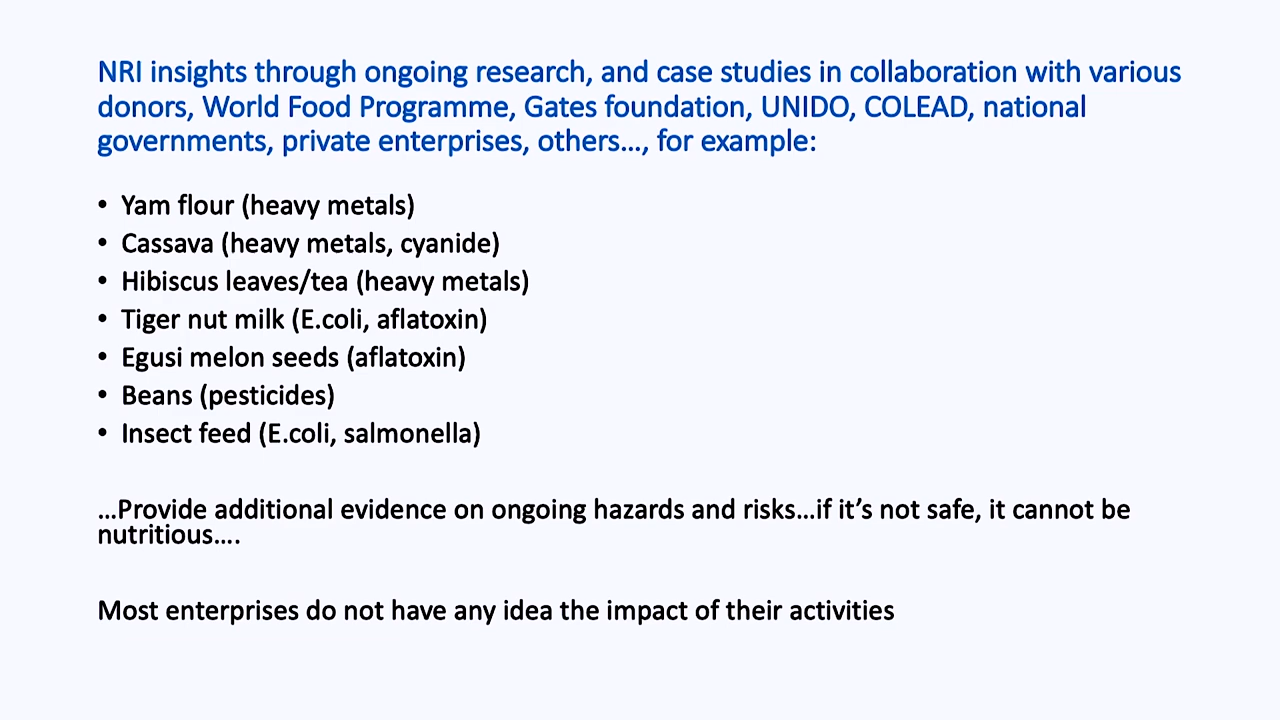 NRI insights through ongoing research, and case studies in collaboration with various
donors, World Food Programme, Gates foundation, UNIDO, COLEAD, national
governments, private enterprises, others…, for example:
• Yam flour (heavy metals)
• Cassava (heavy metals, cyanide)
• Hibiscus leaves/tea (heavy metals)
• Tiger nut milk (E.coli, aflatoxin)
• Egusi melon seeds (aflatoxin)
• Beans (pesticides)
• Insect feed (E.coli, salmonella)
…Provide additional evidence on ongoing hazards and risks…if it’s not safe, it cannot be
nutritious….
Most enterprises do not have any idea the impact of their activities